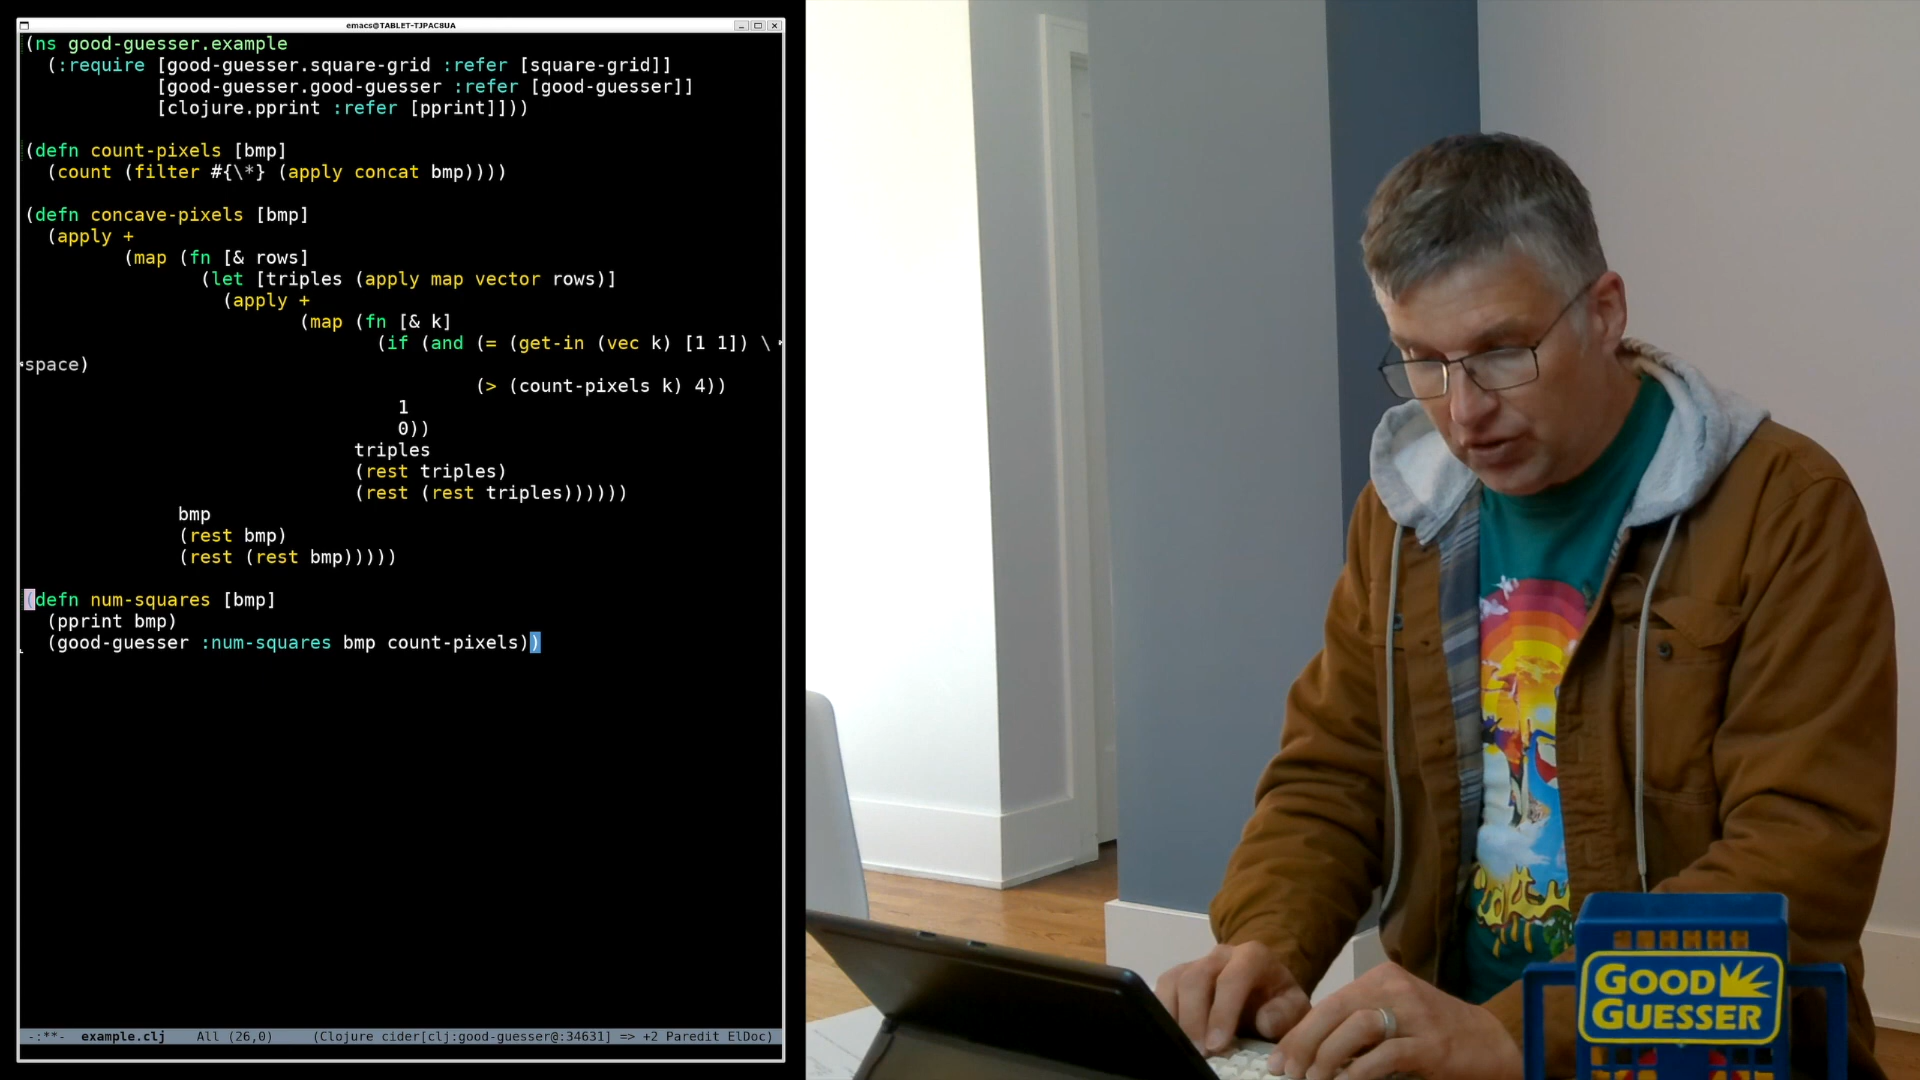 emacs@TABLET-TJPAC8UA
(ns good-guesser.example
(:require [good-guesser.square-grid :refer [square-grid]]
[good-guesser.good-guesser :refer [good-guesser]]
[clojure.pprint :refer [pprint]]))
(defn count-pixels [bmp]
(count (filter #{\*} (apply concat bmp))))
(defn concave-pixels [bmp]
(apply +
(map (fn [& rows]
(let [triples (apply map vector rows)]
(apply +
(map (fn [& k]
(if (and (= (get-in (vec k) [1 1]) \
space)
(> (count-pixels k) 4))
1
0))
triples
(rest triples)
(rest (rest triples))))))
bmp
(rest bmp)
(rest (rest bmp)))))
(defn num-squares [bmp]
(pprint bmp)
(good-guesser :num-squares bmp count-pixels))
-:**- example.clj All (26,0) (Clojure cider[clj:good-guesser@:34631] => +2 Paredit ElDoc)
GOOD
GUESSER